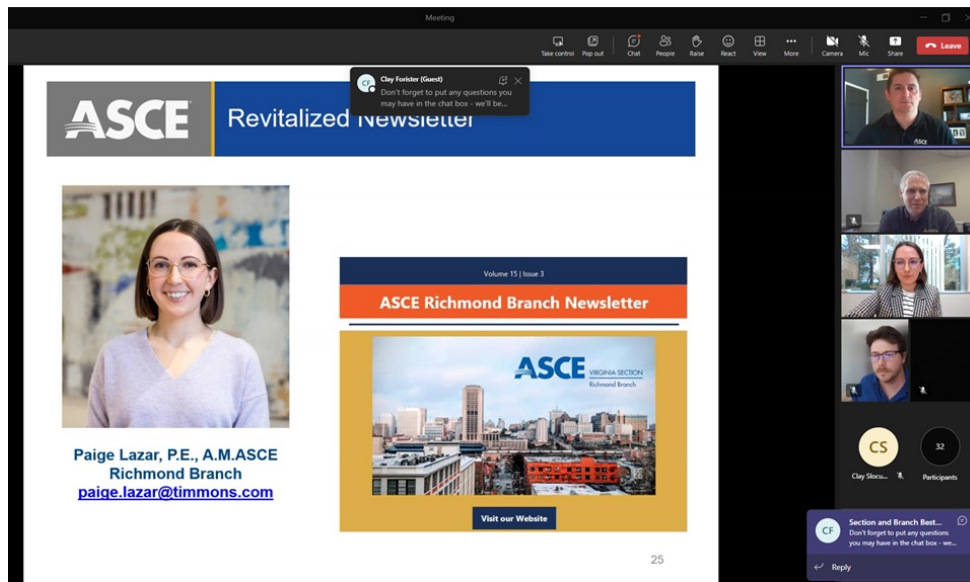 Meeting
Take control
Pop out
Chat
People
Raise
React
View
More
Camera
Mic
Share
Leave
CF
Clay Forister (Guest)
Don't forget to put any questions you
may have in the chat box - we'll be...
ASCE
Revitalized Newsletter
Volume 15 | Issue 3
ASCE Richmond Branch Newsletter
ASCE
VIRGINIA SECTION
Richmond Branch
Visit our Website
Paige Lazar, P.E., A.M.ASCE
Richmond Branch
paige.lazar@timmons.com
25
ASCE
CS
Clay Slocu...
32
Participants
CF
Section and Branch Best...
Don't forget to put any questions
you may have in the chat box - we...
Reply